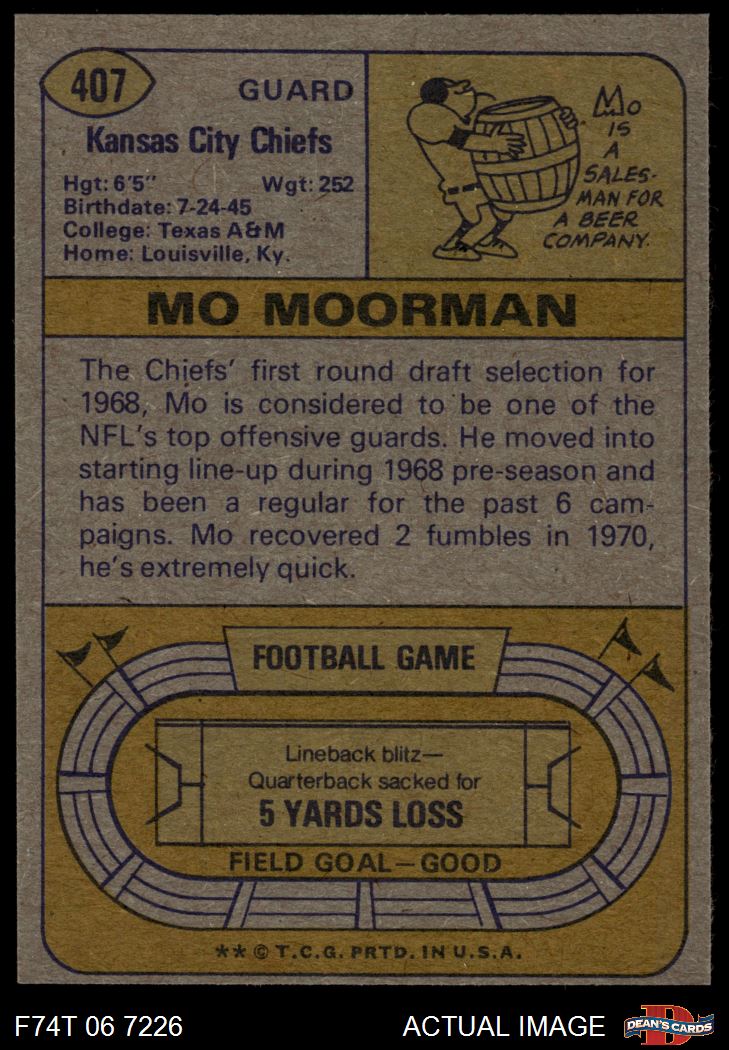 407
GUARD
Kansas City Chiefs
Hgt: 6'5" Wgt: 252
Birthdate: 7-24-45
College: Texas A&M
Home: Louisville, Ky.
Mo
IS
A
SALES-
MAN FOR
A BEER
COMPANY.
MO MOORMAN
The Chiefs' first round draft selection for
1968, Mo is considered to be one of the
NFL's top offensive guards. He moved into
starting line-up during 1968 pre-season and
has been a regular for the past 6 cam-
paigns. Mo recovered 2 fumbles in 1970,
he's extremely quick.
FOOTBALL GAME
Lineback blitz—
Quarterback sacked for
5 YARDS LOSS
FIELD GOAL—GOOD
** © T.C.G. PRTD. IN U.S.A.
F74T 06 7226
ACTUAL IMAGE
D
DEAN'S CARDS